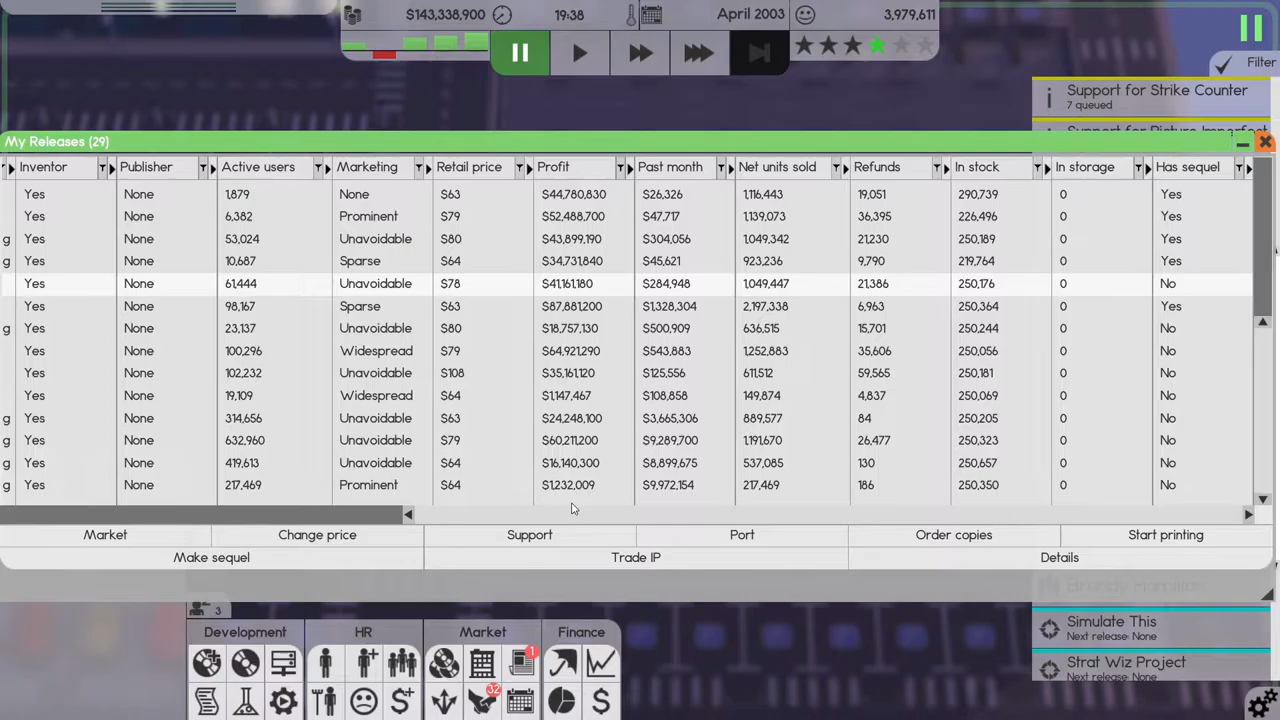 $143,338,900 19:38 April 2003 3,979,611
Filter
Support for Strike Counter
7 queued
Support for Picture Imperfect
My Releases (29)
Inventor Publisher Active users Marketing Retail price Profit Past month Net units sold Refunds In stock In storage Has sequel
Yes None 1,879 None $63 $44,780,830 $26,326 1,116,443 19,051 290,739 0 Yes
Yes None 6,382 Prominent $79 $52,488,700 $47,717 1,139,073 36,395 226,496 0 Yes
g Yes None 53,024 Unavoidable $80 $43,899,190 $304,056 1,049,342 21,230 250,189 0 Yes
g Yes None 10,687 Sparse $64 $34,731,840 $45,621 923,236 9,790 219,764 0 Yes
Yes None 61,444 Unavoidable $78 $41,161,180 $284,948 1,049,447 21,386 250,176 0 No
Yes None 98,167 Sparse $63 $87,881,200 $1,328,304 2,197,338 6,963 250,364 0 Yes
g Yes None 23,137 Unavoidable $80 $18,757,130 $500,909 636,515 15,701 250,244 0 No
Yes None 100,296 Widespread $79 $64,921,290 $543,883 1,252,883 35,606 250,056 0 No
Yes None 102,232 Unavoidable $108 $35,161,120 $125,556 611,512 59,565 250,181 0 No
Yes None 19,109 Widespread $64 $1,147,467 $108,858 149,874 4,837 250,069 0 No
g Yes None 314,656 Unavoidable $63 $24,248,100 $3,665,306 889,577 84 250,205 0 No
g Yes None 632,960 Unavoidable $79 $60,211,200 $9,289,700 1,191,670 26,477 250,323 0 No
g Yes None 419,613 Unavoidable $64 $16,140,300 $8,899,675 537,085 130 250,657 0 No
g Yes None 217,469 Prominent $64 $1,232,009 $9,972,154 217,469 186 250,350 0 No
Market Change price Support Port Order copies Start printing
Make sequel Trade IP Details
3
Development HR Market Finance
1
32
Simulate This
Next release: None
Strat Wiz Project
Next release: None